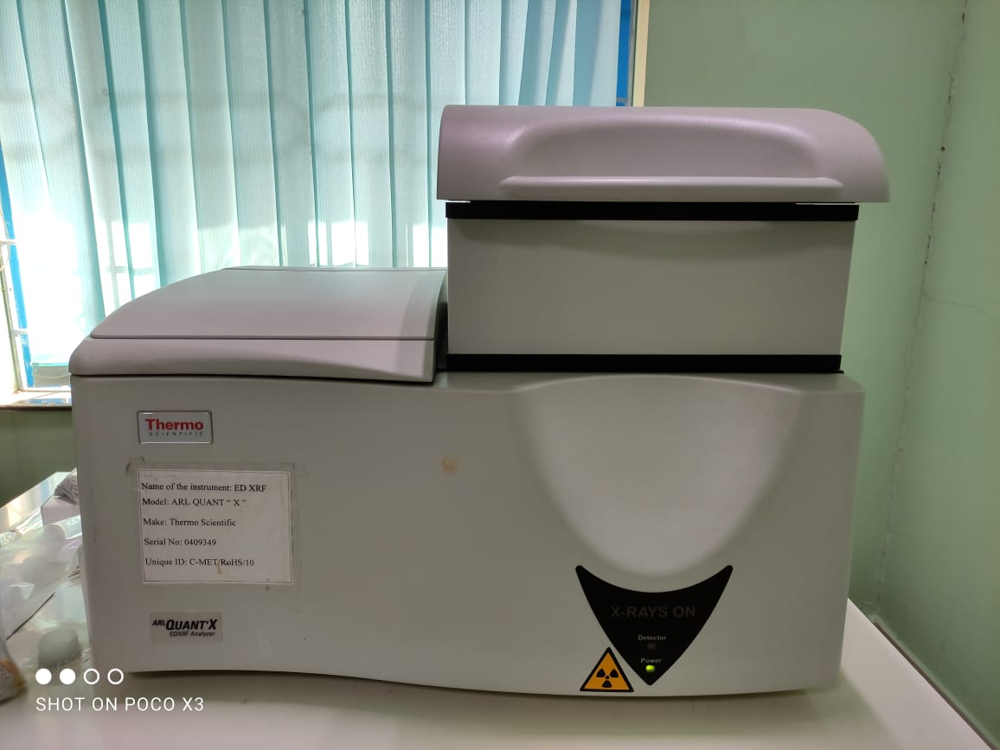 Thermo
SCIENTIFIC
Name of the instrument: ED XRF
Model: ARL QUANT “ X ”
Make: Thermo Scientific
Serial No: 0409349
Unique ID: C-MET/RoHS/10
ARL QUANT'X
EDXRF Analyzer
X-RAYS ON
Detector
Power
SHOT ON POCO X3